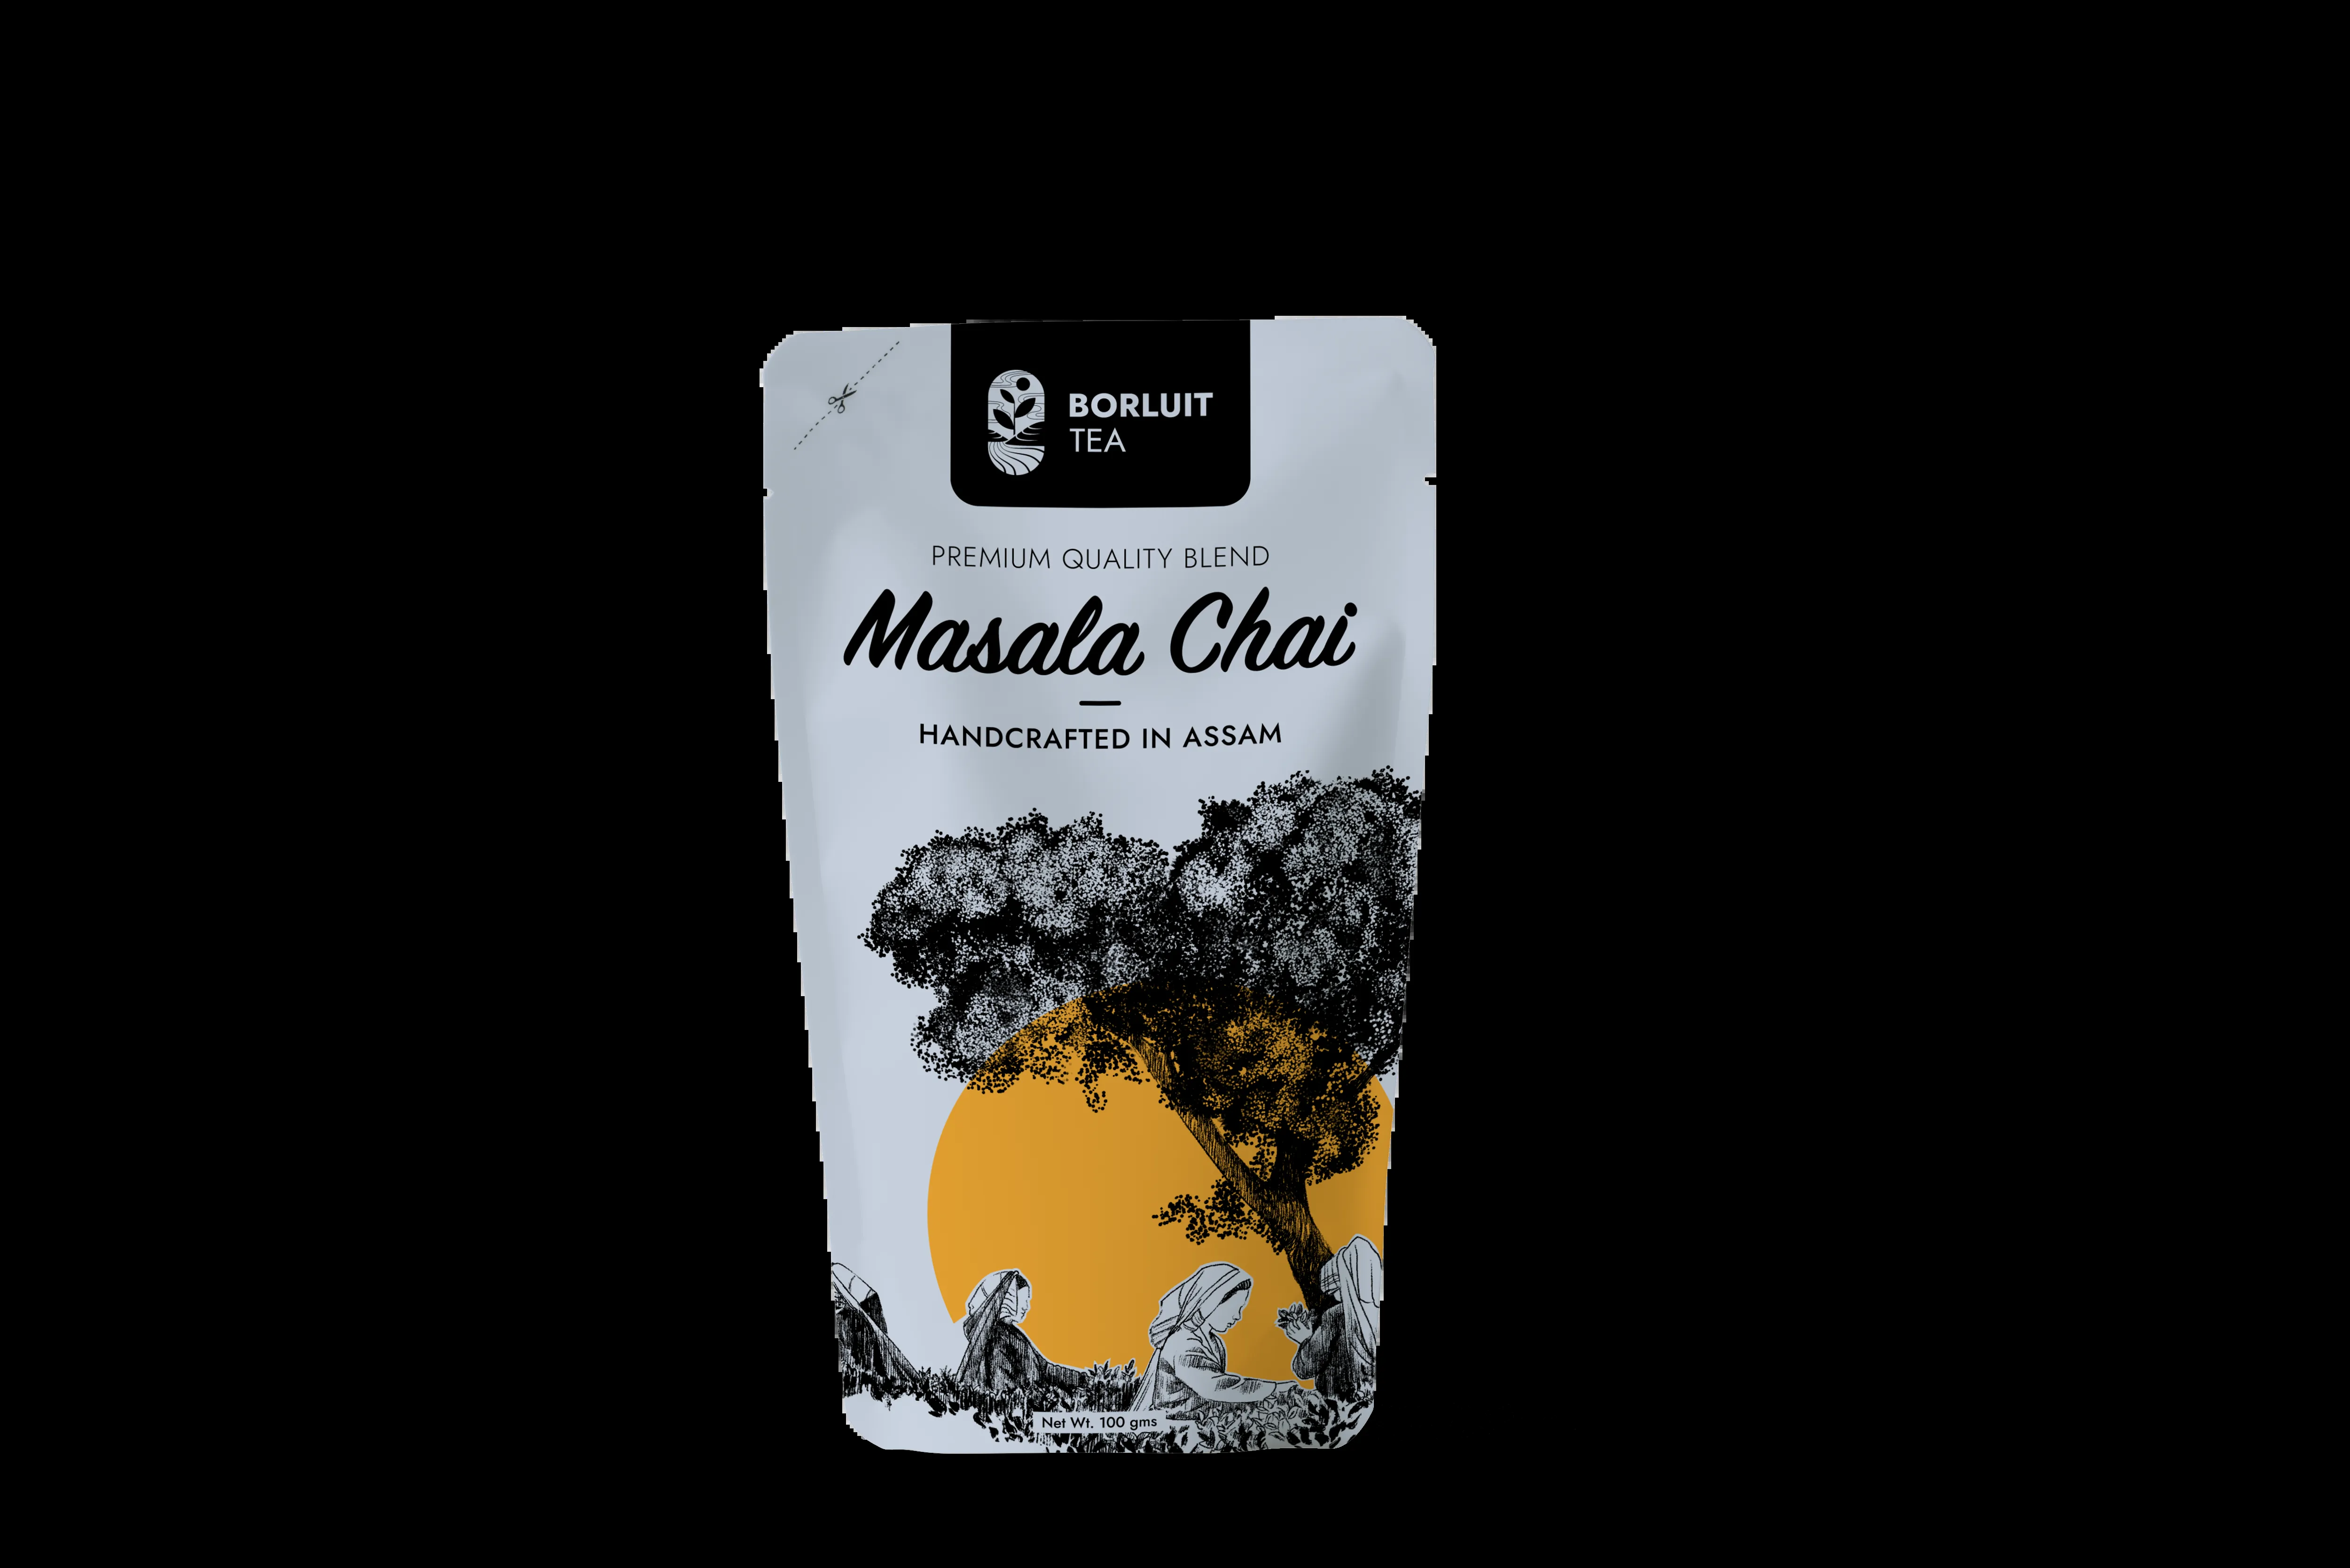 BORLUIT
TEA
PREMIUM QUALITY BLEND
Masala Chai
HANDCRAFTED IN ASSAM
Net Wt. 100 gms